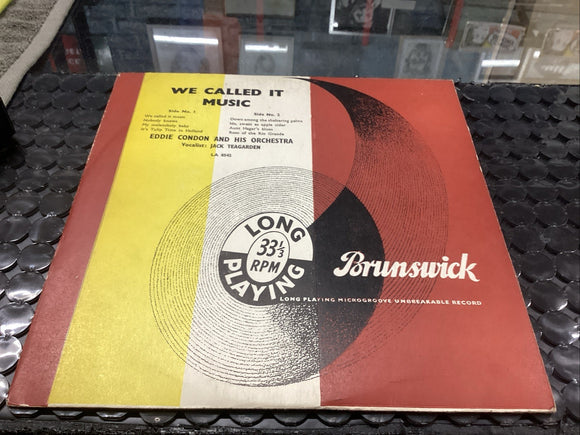 WE CALLED IT
MUSIC
Side No. 1
We called it music
Nobody knows
My melancholy baby
It's Tulip Time in Holland
Side No. 2
Down among the sheltering palms
Ida, sweet as apple cider
Aunt Hagar's blues
Rose of the Rio Grande
EDDIE CONDON AND HIS ORCHESTRA
Vocalist: JACK TEAGARDEN
LA 8542
LONG
33 1/3
RPM
PLAYING
Brunswick
LONG PLAYING MICROGROOVE UNBREAKABLE RECORD